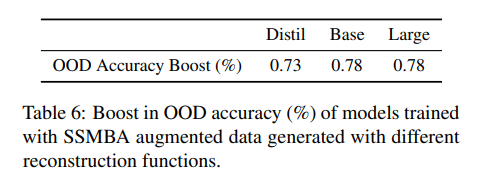 Distil Base Large
OOD Accuracy Boost (%) 0.73 0.78 0.78
Table 6: Boost in OOD accuracy (%) of models trained
with SSMBA augmented data generated with different
reconstruction functions.